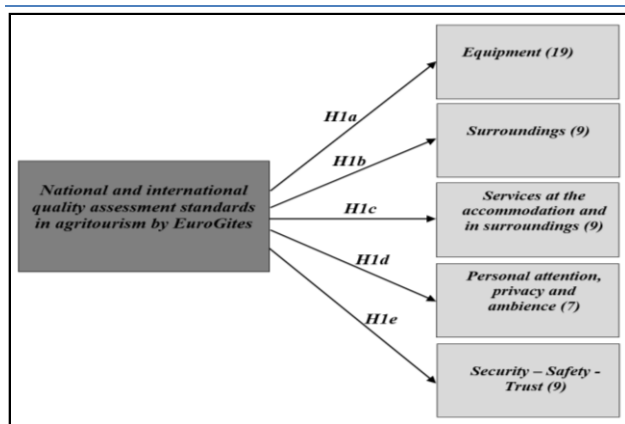 National and international
quality assessment standards
in agritourism by EuroGites
H1a
H1b
H1c
H1d
H1e
Equipment (19)
Surroundings (9)
Services at the
accommodation and
in surroundings (9)
Personal attention,
privacy and
ambience (7)
Security – Safety -
Trust (9)